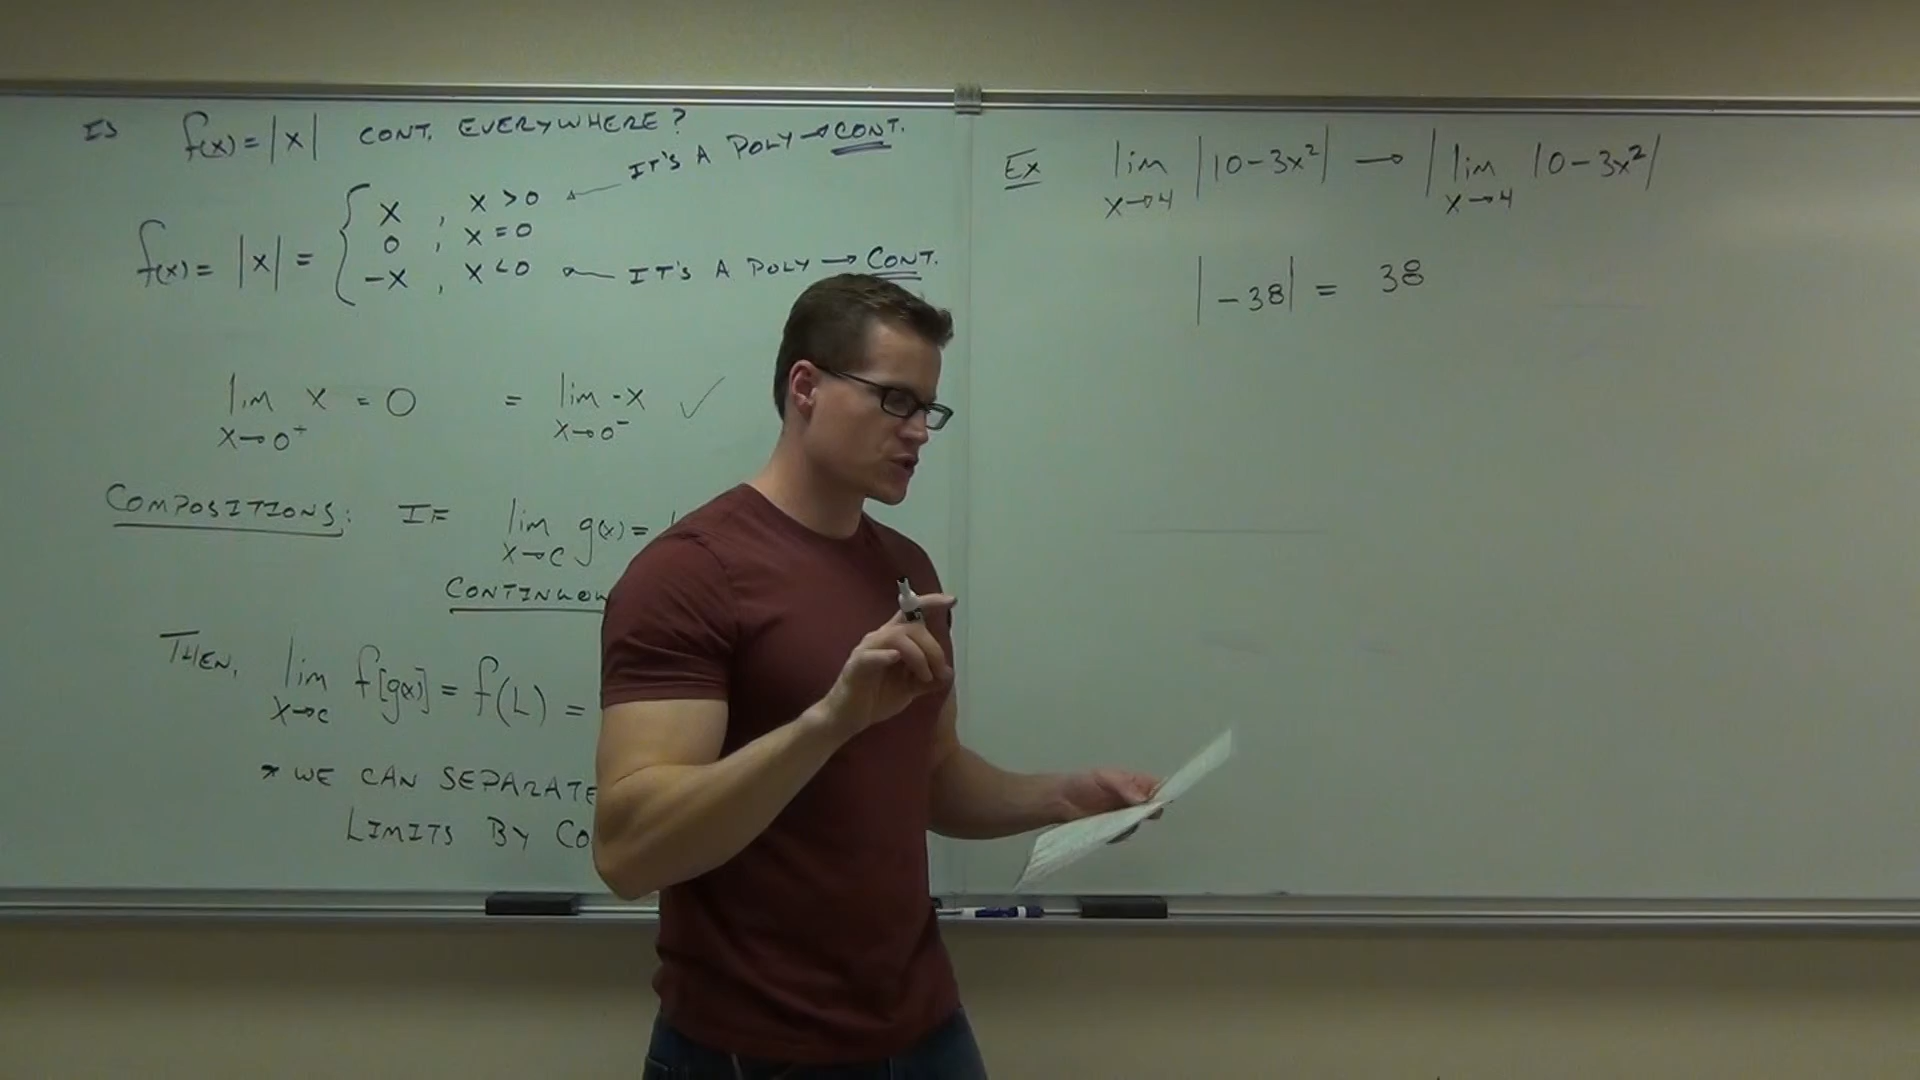 Is f(x) = |x| CONT. EVERYWHERE?
IT'S A POLY → CONT.
f(x) = |x| = { x , x > 0
0 , x = 0
-x , x < 0
IT'S A POLY → CONT.
lim x→0⁺ x = 0 = lim x→0⁻ -x ✓
COMPOSITIONS: IF lim x→c g(x) =
THEN, lim x→c f[g(x)] = f(L) =
* WE CAN SEPARATE
LIMITS BY
Ex lim x→4 |10-3x²| → |lim x→4 10-3x²|
|-38| = 38